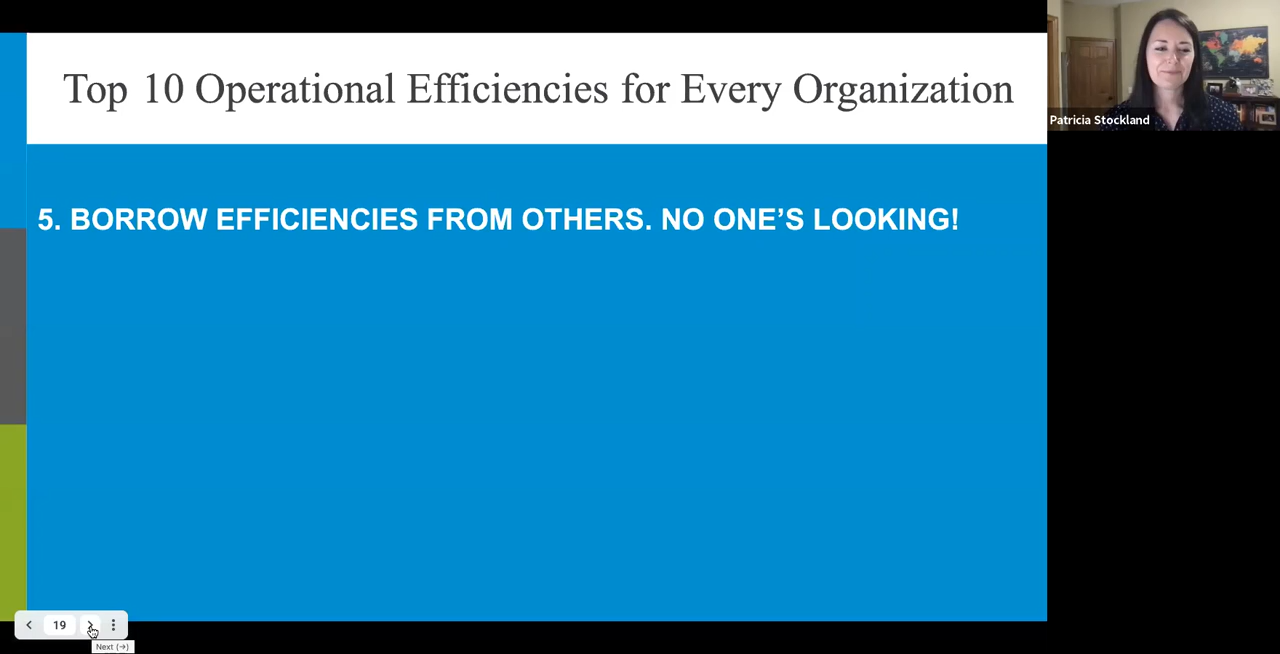 Top 10 Operational Efficiencies for Every Organization
Patricia Stockland
5. BORROW EFFICIENCIES FROM OTHERS. NO ONE’S LOOKING!
19
Next (→)